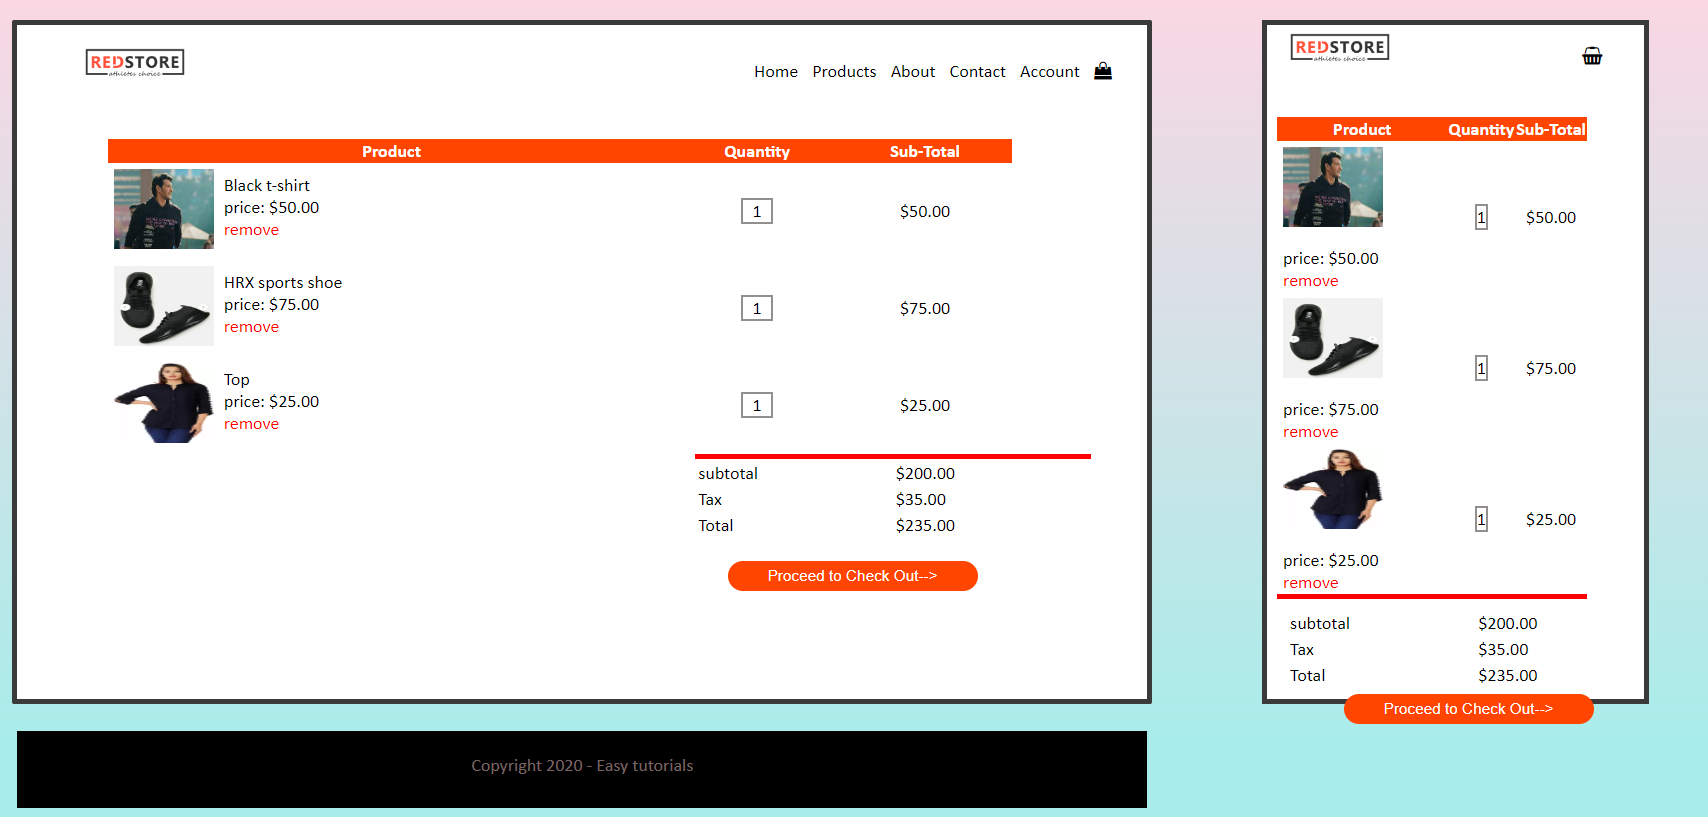 REDSTORE
athletes choice
Home Products About Contact Account
Product Quantity Sub-Total
Black t-shirt
price: $50.00
remove
1 $50.00
HRX sports shoe
price: $75.00
remove
1 $75.00
Top
price: $25.00
remove
1 $25.00
subtotal $200.00
Tax $35.00
Total $235.00
Proceed to Check Out-->
Copyright 2020 - Easy tutorials
REDSTORE
athletes choice
Product Quantity Sub-Total
1 $50.00
price: $50.00
remove
1 $75.00
price: $75.00
remove
1 $25.00
price: $25.00
remove
subtotal $200.00
Tax $35.00
Total $235.00
Proceed to Check Out-->